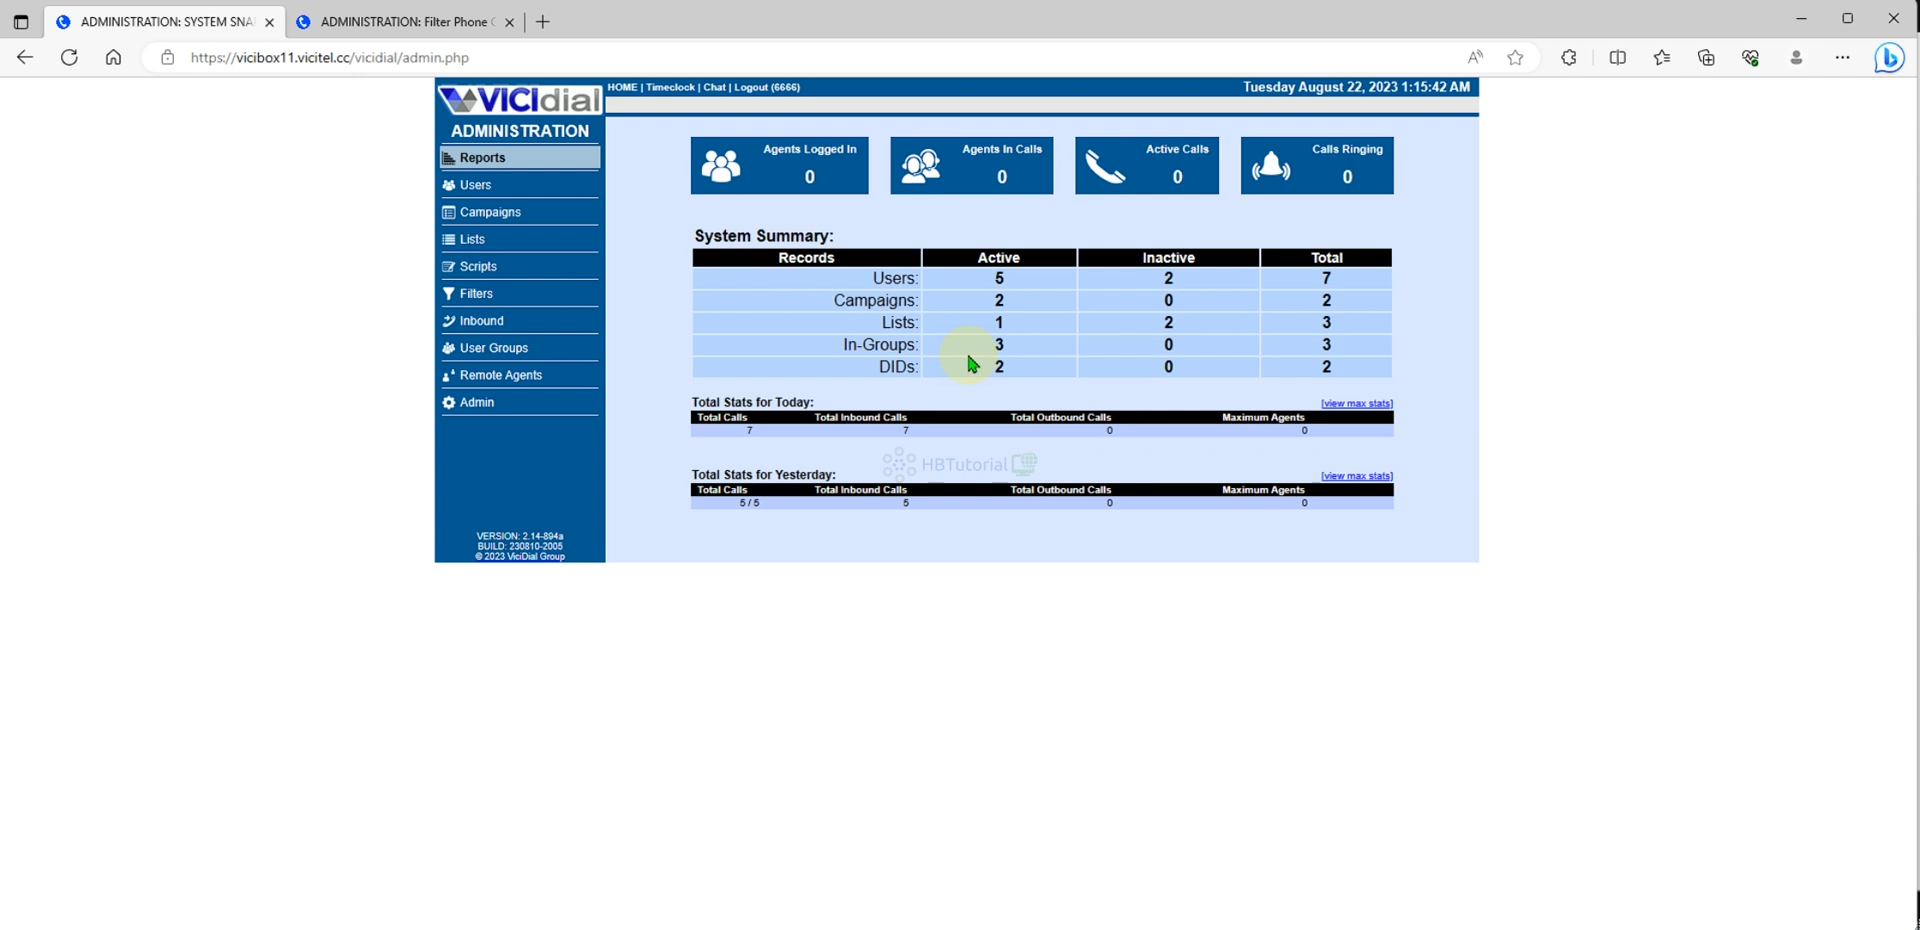 ADMINISTRATION: SYSTEM SNA
ADMINISTRATION: Filter Phone
https://vicibox11.vicitel.cc/vicidial/admin.php
VICIdial
HOME | Timeclock | Chat | Logout (6666)
Tuesday August 22, 2023 1:15:42 AM
ADMINISTRATION
Reports
Users
Campaigns
Lists
Scripts
Filters
Inbound
User Groups
Remote Agents
Admin
VERSION: 2.14-894a
BUILD: 230810-2005
© 2023 ViciDial Group
Agents Logged In
0
Agents In Calls
0
Active Calls
0
Calls Ringing
0
System Summary:
Records Active Inactive Total
Users: 5 2 7
Campaigns: 2 0 2
Lists: 1 2 3
In-Groups: 3 0 3
DIDs: 2 0 2
Total Stats for Today: [view max stats]
Total Calls Total Inbound Calls Total Outbound Calls Maximum Agents
7 7 0 0
HBTutorial
Total Stats for Yesterday: [view max stats]
Total Calls Total Inbound Calls Total Outbound Calls Maximum Agents
5 / 5 5 0 0